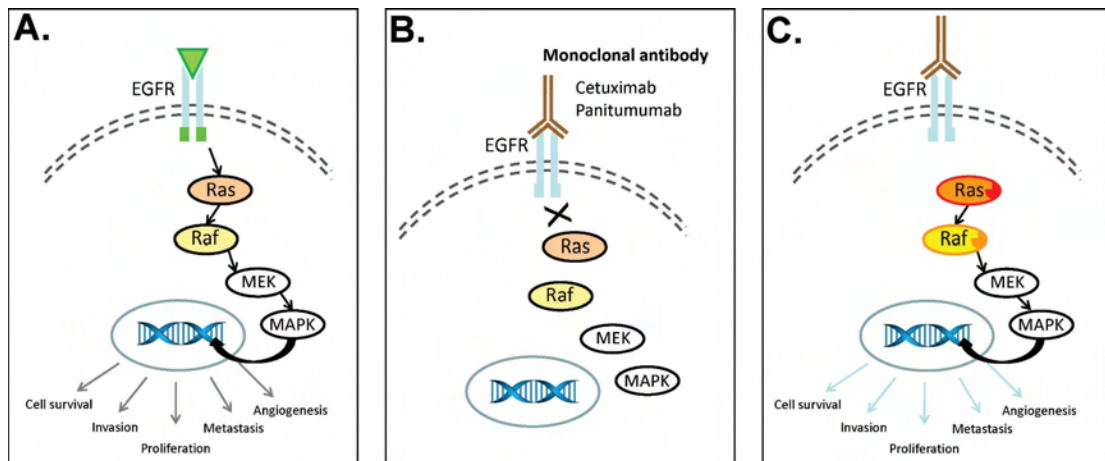 A.
EGFR
Ras
Raf
MEK
MAPK
Cell survival
Invasion
Proliferation
Metastasis
Angiogenesis
B.
Monoclonal antibody
Cetuximab
Panitumumab
EGFR
Ras
Raf
MEK
MAPK
C.
EGFR
Ras
Raf
MEK
MAPK
Cell survival
Invasion
Proliferation
Metastasis
Angiogenesis